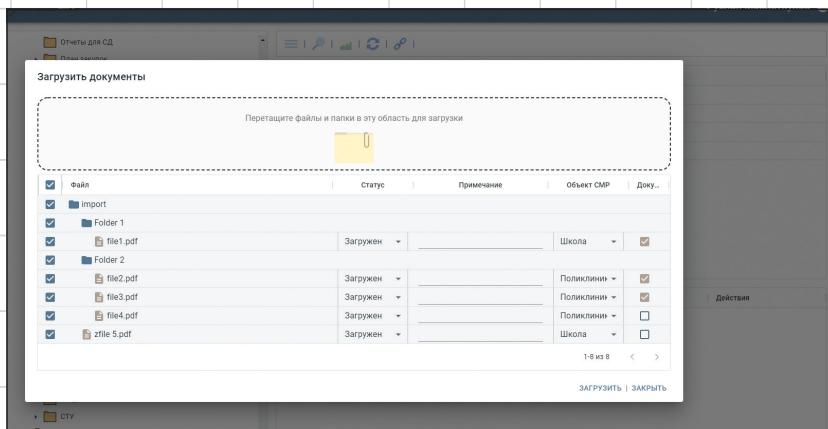 Отчеты для СД
План закупок
Загрузить документы
Перетащите файлы и папки в эту область для загрузки
Файл Статус Примечание Объект СМР Доку...
import
Folder 1
file1.pdf Загружен Школа
Folder 2
file2.pdf Загружен Поликлиник
file3.pdf Загружен Поликлиник
file4.pdf Загружен Поликлиник
zfile 5.pdf Загружен Школа
1-8 из 8
ЗАГРУЗИТЬ | ЗАКРЫТЬ
Действия
СТУ